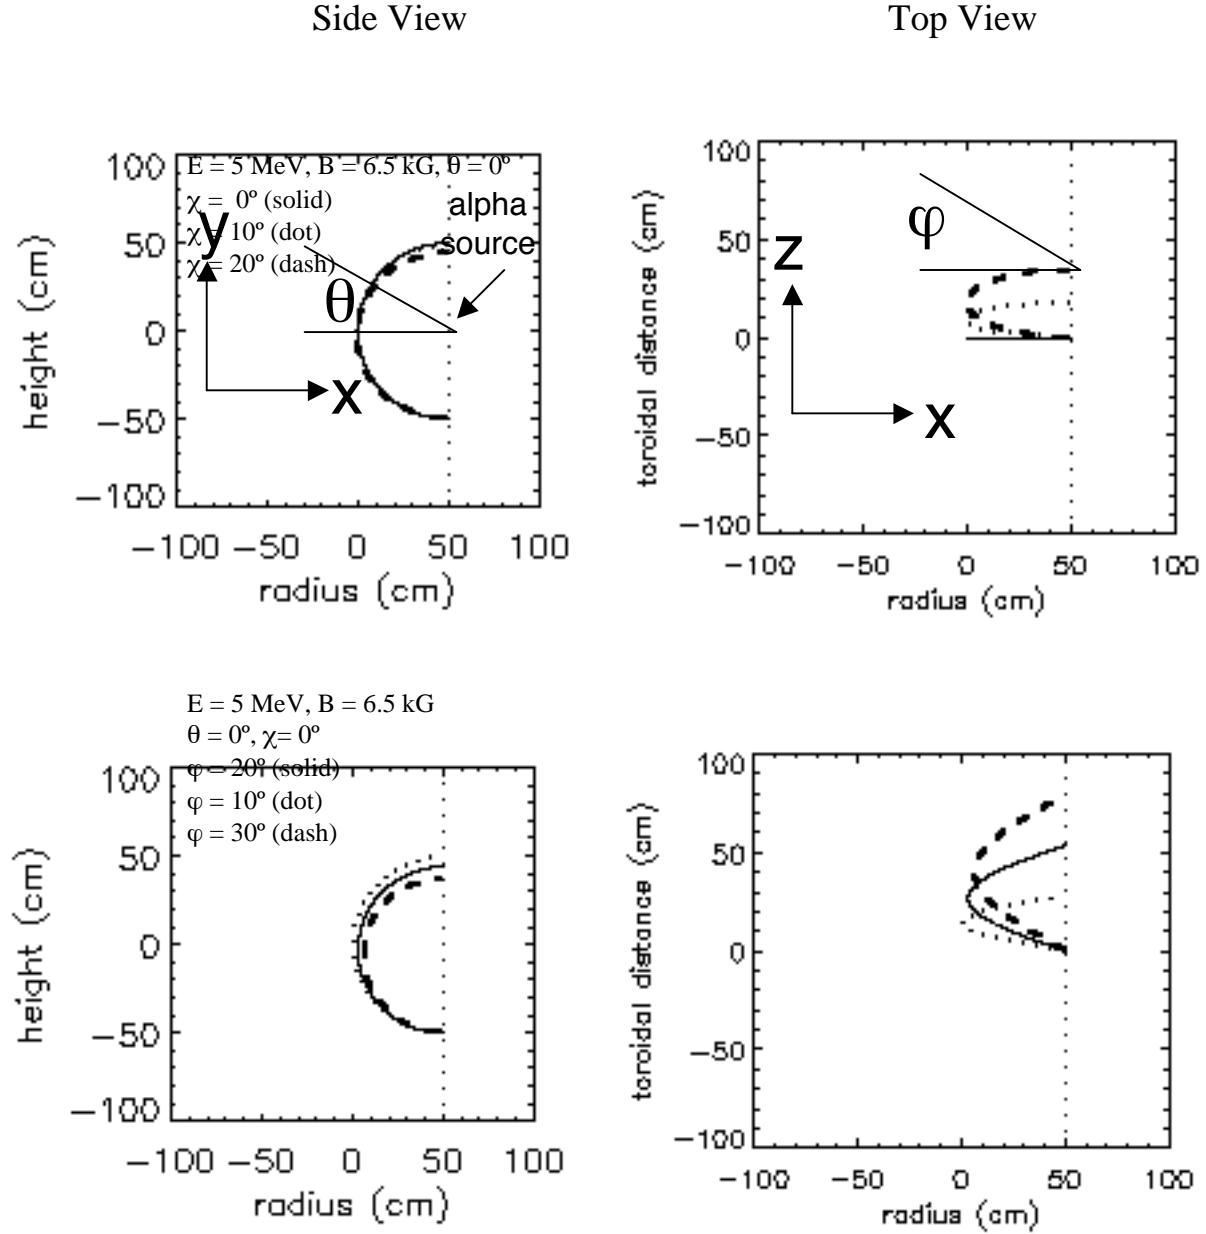 Side View
Top View
E = 5 MeV, B = 6.5 kG, θ = 0º
χ = 0º (solid)
χ = 10º (dot)
χ = 20º (dash)
alpha
source
y
θ
x
100
50
0
−50
−100
height (cm)
−100 −50 0 50 100
radius (cm)
100
50
0
−50
−100
toroidal distance (cm)
φ
z
x
−100 −50 0 50 100
radius (cm)
E = 5 MeV, B = 6.5 kG
θ = 0º, χ= 0º
φ = 20º (solid)
φ = 10º (dot)
φ = 30º (dash)
100
50
0
−50
−100
height (cm)
−100 −50 0 50 100
radius (cm)
100
50
0
−50
−100
toroidal distance (cm)
−100 −50 0 50 100
radius (cm)